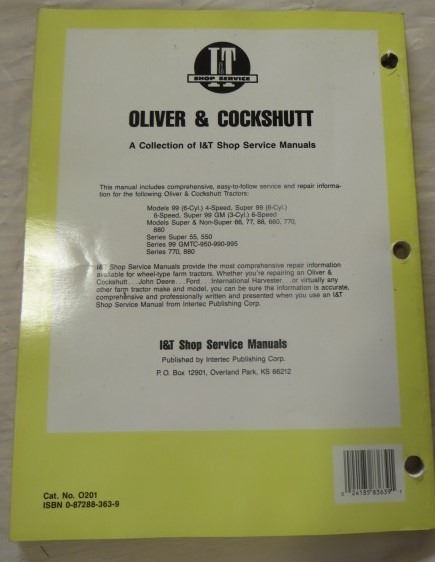 I&T
SHOP SERVICE
OLIVER & COCKSHUTT
A Collection of I&T Shop Service Manuals
This manual includes comprehensive, easy-to-follow service and repair informa-
tion for the following Oliver & Cockshutt Tractors:
Models 99 (6-Cyl.) 4-Speed, Super 99 (6-Cyl.)
6-Speed, Super 99 GM (3-Cyl.) 6-Speed
Models Super & Non-Super 66, 77, 88, 660, 770,
880
Series Super 55, 550
Series 99 GMTC-950-990-995
Series 770, 880
I&T Shop Service Manuals provide the most comprehensive repair information
available for wheel-type farm tractors. Whether you're repairing an Oliver &
Cockshutt. . .John Deere. . .Ford. . . International Harvester. . .or virtually any
other farm tractor make and model, you can be sure the information is accurate,
comprehensive and professionally written and presented when you use an I&T
Shop Service Manual from Intertec Publishing Corp.
I&T Shop Service Manuals
Published by Intertec Publishing Corp.
P.O. Box 12901, Overland Park, KS 66212
Cat. No. O201
ISBN 0-87288-363-9
0 24185 83639 1